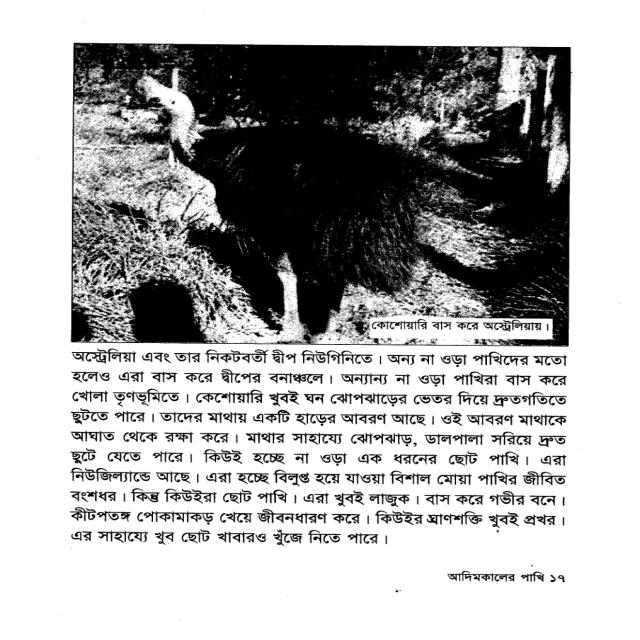 কোশোয়ারি বাস করে অস্ট্রেলিয়ায়।
অস্ট্রেলিয়া এবং তার নিকটবর্তী দ্বীপ নিউগিনিতে। অন্য না ওড়া পাখিদের মতো
হলেও এরা বাস করে দ্বীপের বনাঞ্চলে। অন্যান্য না ওড়া পাখিরা বাস করে
খোলা তৃণভূমিতে। কেশোয়ারি খুবই ঘন ঝোপঝাড়ের ভেতর দিয়ে দ্রুতগতিতে
ছুটতে পারে। তাদের মাথায় একটি হাড়ের আবরণ আছে। ওই আবরণ মাথাকে
আঘাত থেকে রক্ষা করে। মাথার সাহায্যে ঝোপঝাড়, ডালপালা সরিয়ে দ্রুত
ছুটে যেতে পারে। কিউই হচ্ছে না ওড়া এক ধরনের ছোট পাখি। এরা
নিউজিল্যান্ডে আছে। এরা হচ্ছে বিলুপ্ত হয়ে যাওয়া বিশাল মোয়া পাখির জীবিত
বংশধর। কিন্তু কিউইরা ছোট পাখি। এরা খুবই লাজুক। বাস করে গভীর বনে।
কীটপতঙ্গ পোকামাকড় খেয়ে জীবনধারণ করে। কিউইর ঘ্রাণশক্তি খুবই প্রখর।
এর সাহায্যে খুব ছোট খাবারও খুঁজে নিতে পারে।
আদিমকালের পাখি ১৭